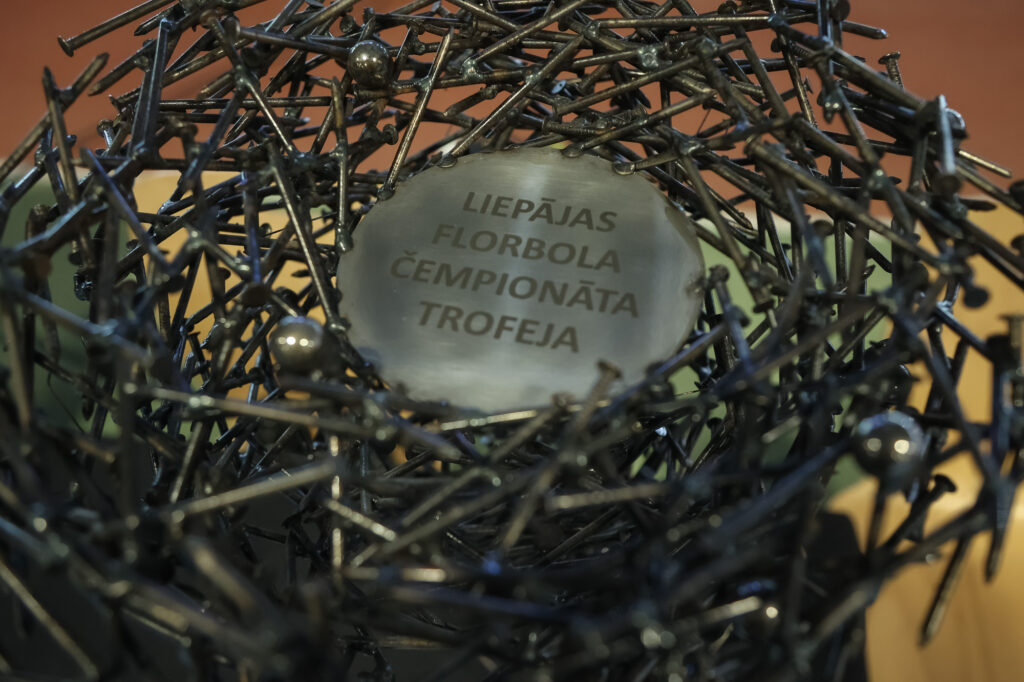 LIEPĀJAS
FLORBOLA
ČEMPIONĀTA
TROFEJA